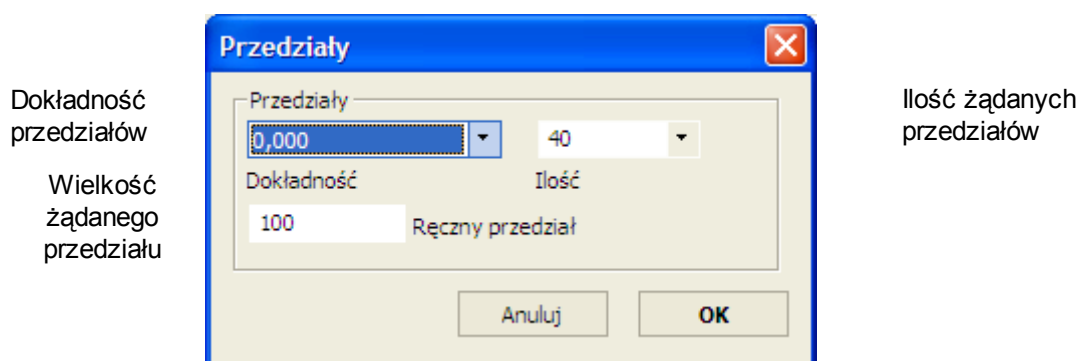 Przedziały
Dokładność
przedziałów
Wielkość
żądanego
przedziału
Przedziały
0,000
40
Dokładność
Ilość
100
Ręczny przedział
Anuluj
OK
Ilość żądanych
przedziałów